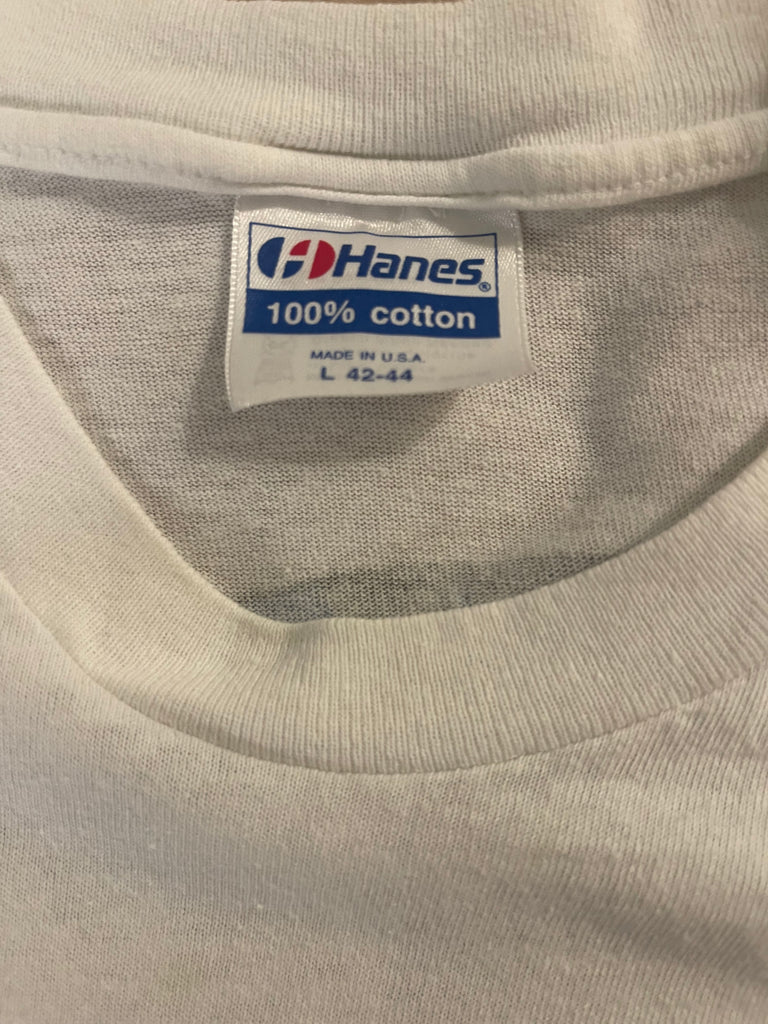 Hanes®
100% cotton
MADE IN U.S.A.
L 42-44